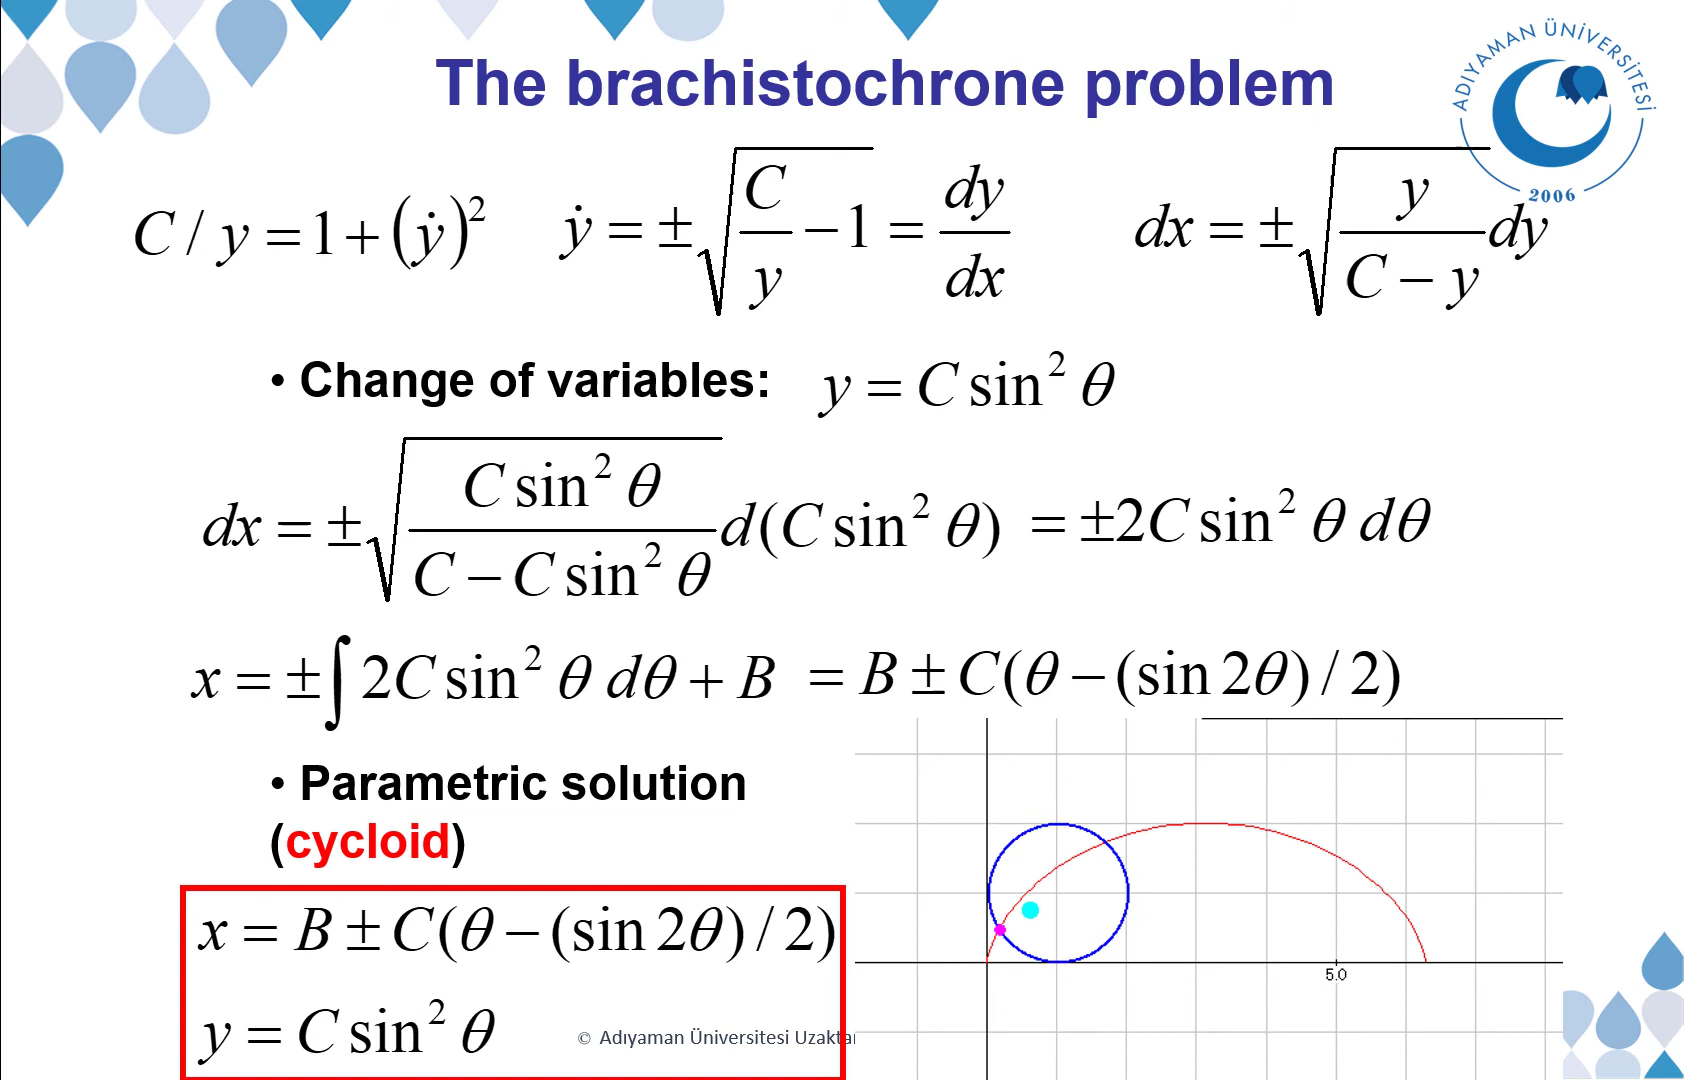 The brachistochrone problem
ADIYAMAN ÜNİVERSİTESİ
2006
C / y = 1 + (ẏ)²
ẏ = ±√(C/y − 1) = dy/dx
dx = ±√(y/(C − y)) dy
• Change of variables: y = C sin² θ
dx = ±√(C sin² θ/(C − C sin² θ)) d(C sin² θ) = ±2C sin² θ dθ
x = ±∫ 2C sin² θ dθ + B = B ± C(θ − (sin 2θ) / 2)
• Parametric solution
(cycloid)
x = B ± C(θ − (sin 2θ) / 2)
y = C sin² θ
5.0
© Adıyaman Üniversitesi